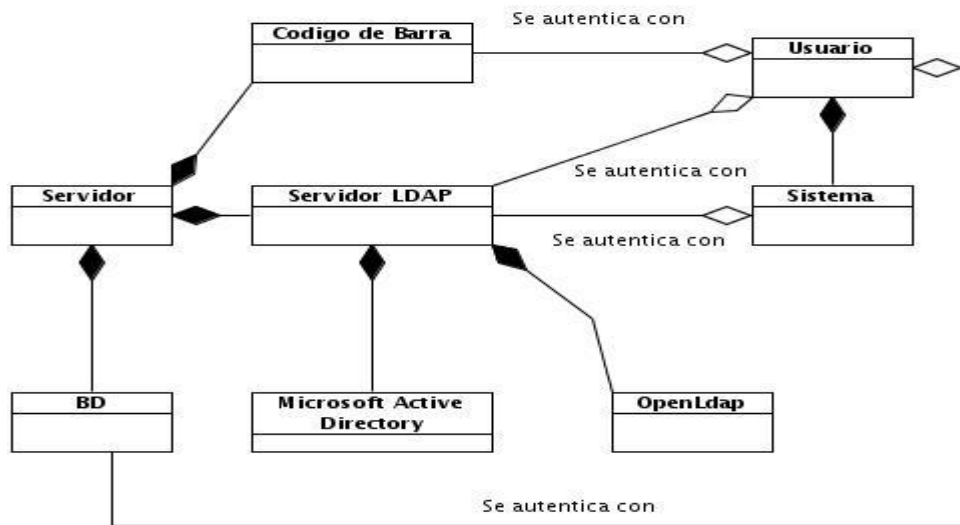 Se autentica con
Codigo de Barra
Usuario
Se autentica con
Servidor
Servidor LDAP
Sistema
Se autentica con
BD
Microsoft Active
Directory
OpenLdap
Se autentica con